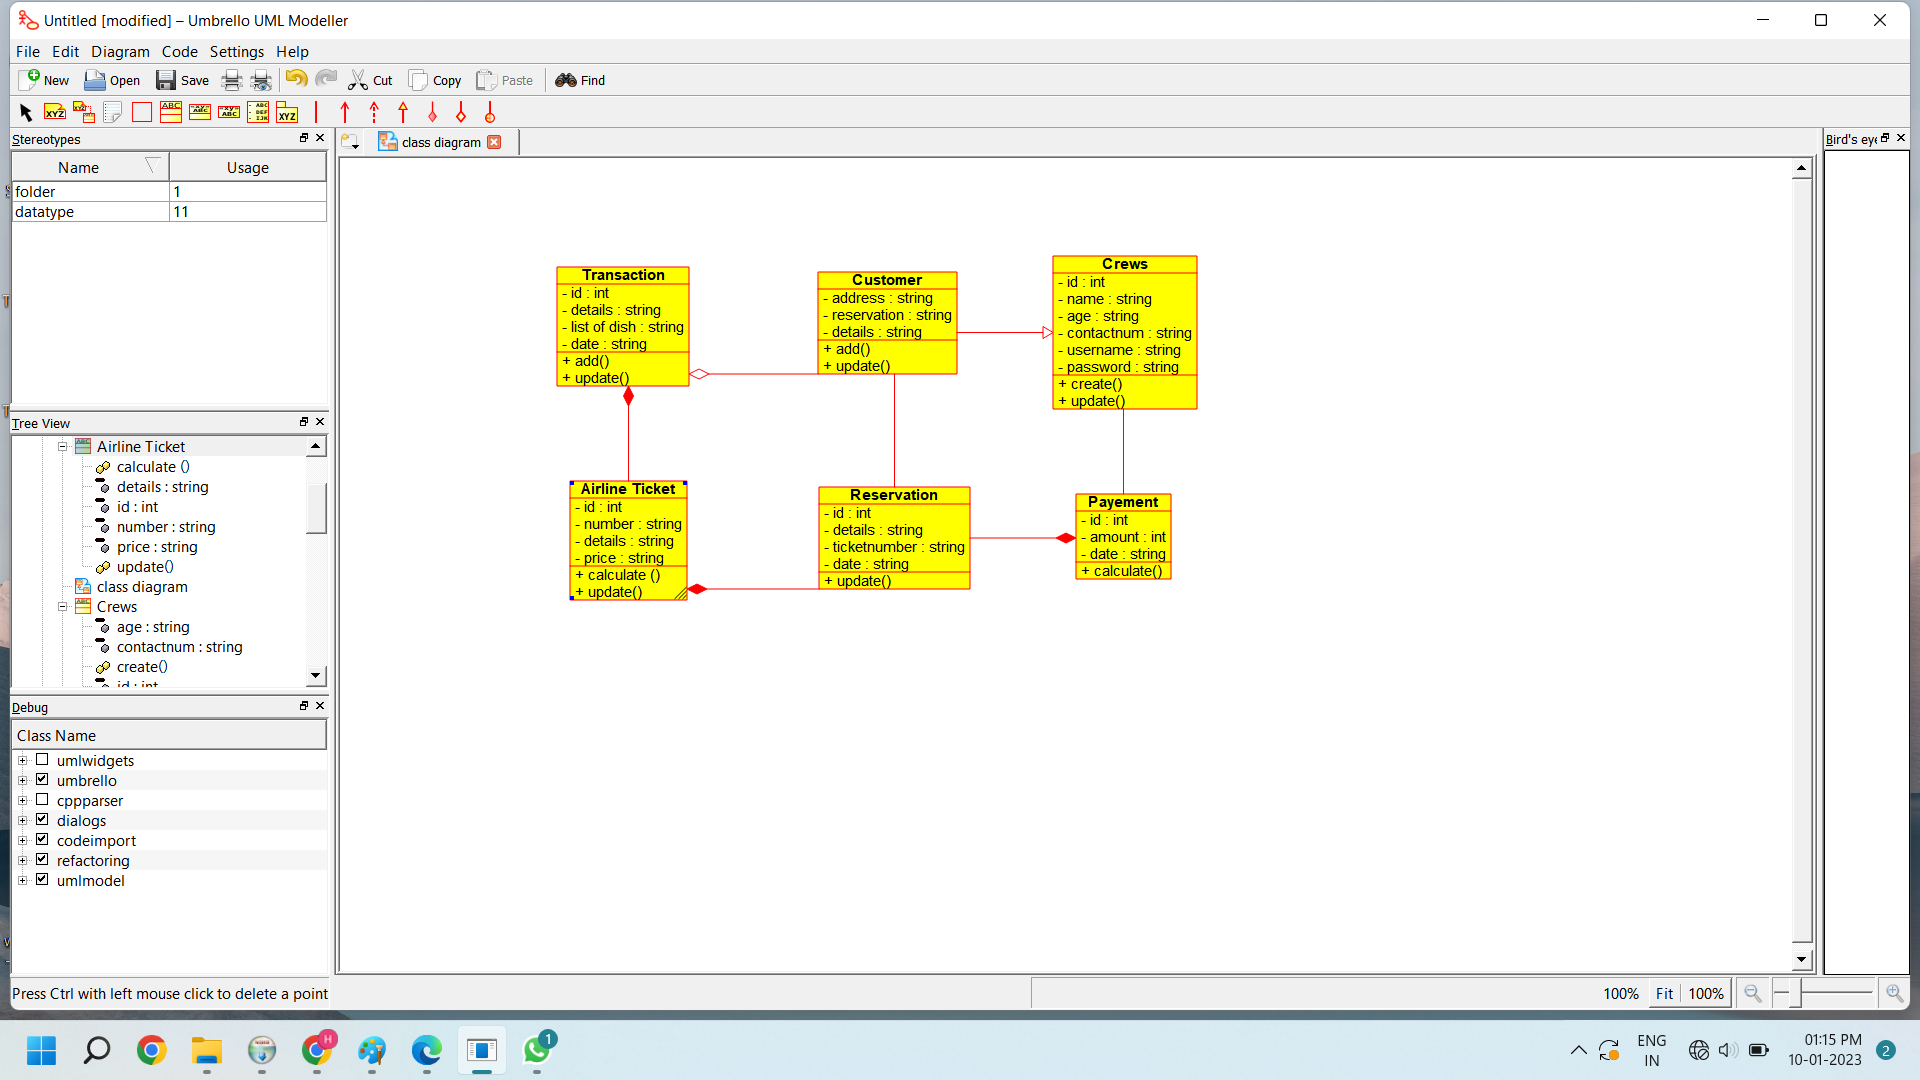 Untitled [modified] – Umbrello UML Modeller
File Edit Diagram Code Settings Help
New Open Save Cut Copy Paste Find
Stereotypes
Name Usage
folder 1
datatype 11
Tree View
Airline Ticket
calculate ()
details : string
id : int
number : string
price : string
update()
class diagram
Crews
age : string
contactnum : string
create()
id : int
Debug
Class Name
umlwidgets
umbrello
cppparser
dialogs
codeimport
refactoring
umlmodel
class diagram
Transaction
- id : int
- details : string
- list of dish : string
- date : string
+ add()
+ update()
Customer
- address : string
- reservation : string
- details : string
+ add()
+ update()
Crews
- id : int
- name : string
- age : string
- contactnum : string
- username : string
- password : string
+ create()
+ update()
Airline Ticket
- id : int
- number : string
- details : string
- price : string
+ calculate ()
+ update()
Reservation
- id : int
- details : string
- ticketnumber : string
- date : string
+ update()
Payement
- id : int
- amount : int
- date : string
+ calculate()
Bird's eye
Press Ctrl with left mouse click to delete a point
100% Fit 100%
H
1
ENG
IN
01:15 PM
10-01-2023
2